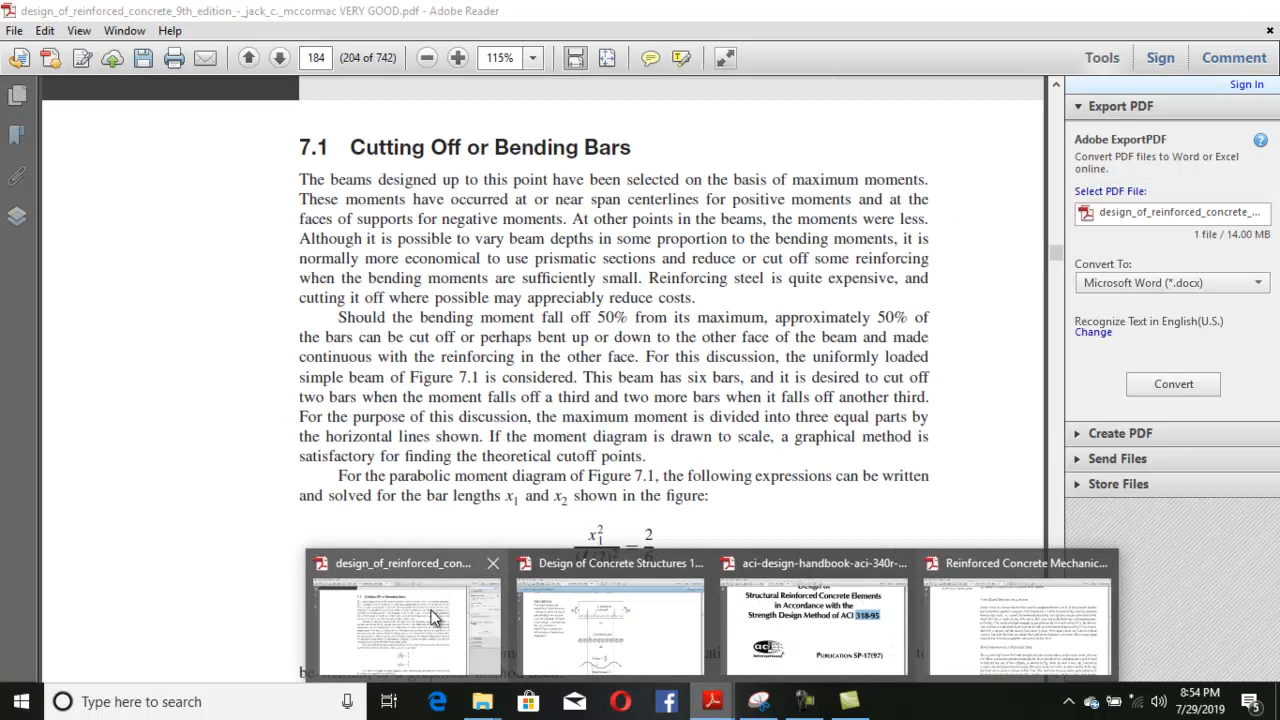 design_of_reinforced_concrete_9th_edition_-_jack_c._mccormac VERY GOOD.pdf - Adobe Reader
File Edit View Window Help
184 (204 of 742) 115% Tools Sign Comment
Sign In
Export PDF
Adobe ExportPDF
Convert PDF files to Word or Excel
online.
Select PDF File:
design_of_reinforced_concrete_...
1 file / 14.00 MB
Convert To:
Microsoft Word (*.docx)
Recognize Text in English(U.S.)
Change
Convert
Create PDF
Send Files
Store Files
7.1 Cutting Off or Bending Bars
The beams designed up to this point have been selected on the basis of maximum moments.
These moments have occurred at or near span centerlines for positive moments and at the
faces of supports for negative moments. At other points in the beams, the moments were less.
Although it is possible to vary beam depths in some proportion to the bending moments, it is
normally more economical to use prismatic sections and reduce or cut off some reinforcing
when the bending moments are sufficiently small. Reinforcing steel is quite expensive, and
cutting it off where possible may appreciably reduce costs.
Should the bending moment fall off 50% from its maximum, approximately 50% of
the bars can be cut off or perhaps bent up or down to the other face of the beam and made
continuous with the reinforcing in the other face. For this discussion, the uniformly loaded
simple beam of Figure 7.1 is considered. This beam has six bars, and it is desired to cut off
two bars when the moment falls off a third and two more bars when it falls off another third.
For the purpose of this discussion, the maximum moment is divided into three equal parts by
the horizontal lines shown. If the moment diagram is drawn to scale, a graphical method is
satisfactory for finding the theoretical cutoff points.
For the parabolic moment diagram of Figure 7.1, the following expressions can be written
and solved for the bar lengths x₁ and x₂ shown in the figure:
x₁² = 2
design_of_reinforced_con...
Design of Concrete Structures 1...
aci-design-handbook-aci-340r-...
Reinforced Concrete Mechanic...
7.1 Cutting Off or Bending Bars
Structural Reinforced Concrete Elements
in Accordance with the
Strength Design Method of ACI 318-95
aci
PUBLICATION SP-17(97)
Type here to search
8:54 PM
7/29/2019
5